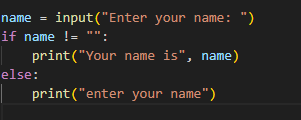 name = input("Enter your name: ")
if name != "":
    print("Your name is", name)
else:
    print("enter your name")